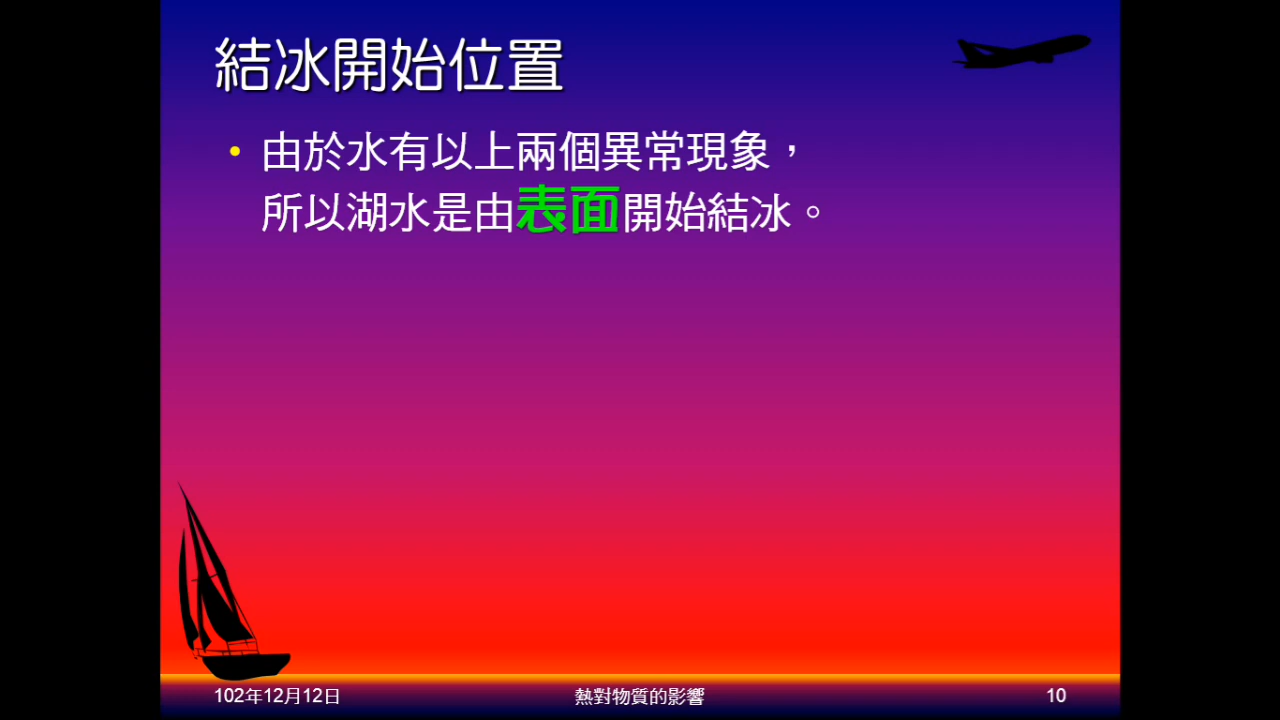 結冰開始位置
•由於水有以上兩個異常現象，
所以湖水是由表面開始結冰。
102年12月12日
熱對物質的影響
10